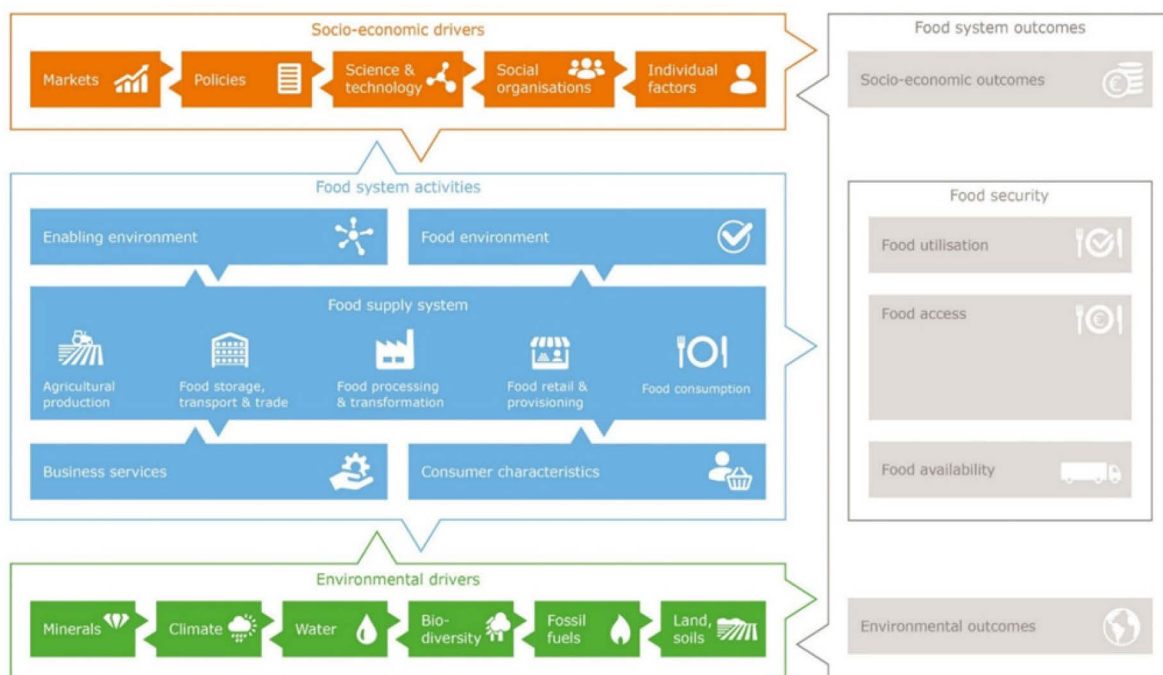 Socio-economic drivers
Markets
Policies
Science &
technology
Social
organisations
Individual
factors
Food system activities
Enabling environment
Food environment
Food supply system
Agricultural
production
Food storage,
transport & trade
Food processing
& transformation
Food retail &
provisioning
Food consumption
Business services
Consumer characteristics
Environmental drivers
Minerals
Climate
Water
Bio-
diversity
Fossil
fuels
Land,
soils
Food system outcomes
Socio-economic outcomes
€
Food security
Food utilisation
Food access
€
Food availability
Environmental outcomes